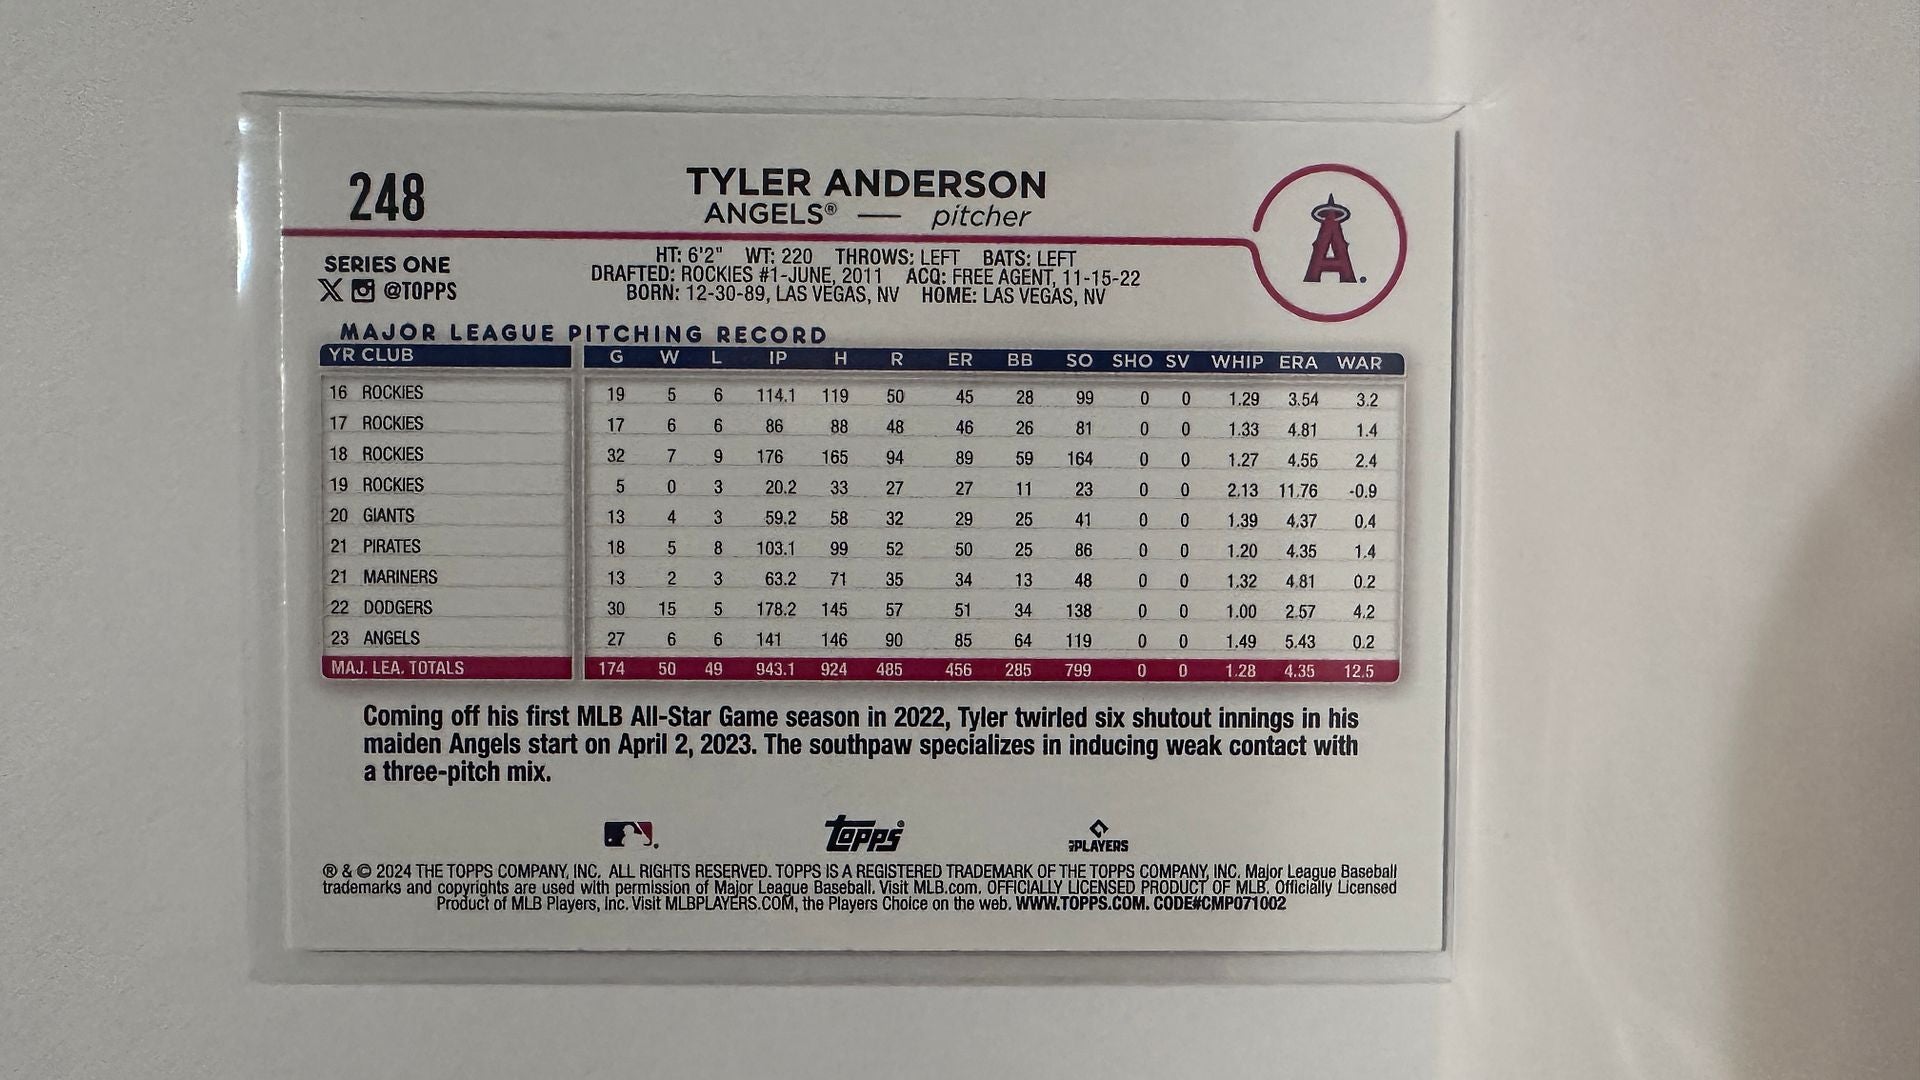 248
TYLER ANDERSON
ANGELS® — pitcher
A.
SERIES ONE
X @TOPPS
HT: 6'2" WT: 220 THROWS: LEFT BATS: LEFT
DRAFTED: ROCKIES #1-JUNE, 2011 ACQ: FREE AGENT, 11-15-22
BORN: 12-30-89, LAS VEGAS, NV HOME: LAS VEGAS, NV
MAJOR LEAGUE PITCHING RECORD
YR CLUB G W L IP H R ER BB SO SHO SV WHIP ERA WAR
16 ROCKIES 19 5 6 114.1 119 50 45 28 99 0 0 1.29 3.54 3.2
17 ROCKIES 17 6 6 86 88 48 46 26 81 0 0 1.33 4.81 1.4
18 ROCKIES 32 7 9 176 165 94 89 59 164 0 0 1.27 4.55 2.4
19 ROCKIES 5 0 3 20.2 33 27 27 11 23 0 0 2.13 11.76 -0.9
20 GIANTS 13 4 3 59.2 58 32 29 25 41 0 0 1.39 4.37 0.4
21 PIRATES 18 5 8 103.1 99 52 50 25 86 0 0 1.20 4.35 1.4
21 MARINERS 13 2 3 63.2 71 35 34 13 48 0 0 1.32 4.81 0.2
22 DODGERS 30 15 5 178.2 145 57 51 34 138 0 0 1.00 2.57 4.2
23 ANGELS 27 6 6 141 146 90 85 64 119 0 0 1.49 5.43 0.2
MAJ. LEA. TOTALS 174 50 49 943.1 924 485 456 285 799 0 0 1.28 4.35 12.5
Coming off his first MLB All-Star Game season in 2022, Tyler twirled six shutout innings in his
maiden Angels start on April 2, 2023. The southpaw specializes in inducing weak contact with
a three-pitch mix.
topps®
PLAYERS
® & © 2024 THE TOPPS COMPANY, INC. ALL RIGHTS RESERVED. TOPPS IS A REGISTERED TRADEMARK OF THE TOPPS COMPANY, INC. Major League Baseball
trademarks and copyrights are used with permission of Major League Baseball. Visit MLB.com. OFFICIALLY LICENSED PRODUCT OF MLB. Officially Licensed
Product of MLB Players, Inc. Visit MLBPLAYERS.COM, the Players Choice on the web. WWW.TOPPS.COM. CODE#CMP071002